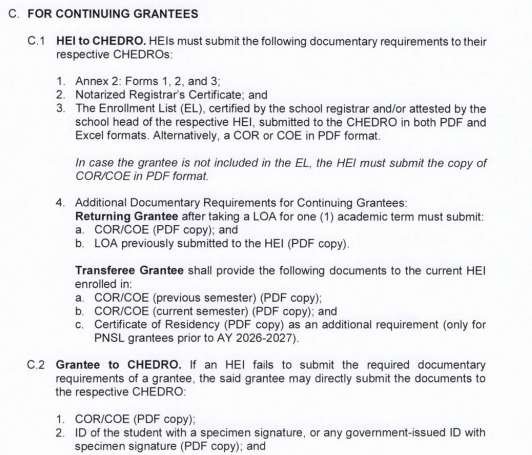 C. FOR CONTINUING GRANTEES
C.1 HEI to CHEDRO. HEIs must submit the following documentary requirements to their
respective CHEDROs:
1. Annex 2: Forms 1, 2, and 3;
2. Notarized Registrar's Certificate; and
3. The Enrollment List (EL), certified by the school registrar and/or attested by the
school head of the respective HEI, submitted to the CHEDRO in both PDF and
Excel formats. Alternatively, a COR or COE in PDF format.
In case the grantee is not included in the EL, the HEI must submit the copy of
COR/COE in PDF format.
4. Additional Documentary Requirements for Continuing Grantees:
Returning Grantee after taking a LOA for one (1) academic term must submit:
a. COR/COE (PDF copy); and
b. LOA previously submitted to the HEI (PDF copy).
Transferee Grantee shall provide the following documents to the current HEI
enrolled in:
a. COR/COE (previous semester) (PDF copy);
b. COR/COE (current semester) (PDF copy); and
c. Certificate of Residency (PDF copy) as an additional requirement (only for
PNSL grantees prior to AY 2026-2027).
C.2 Grantee to CHEDRO. If an HEI fails to submit the required documentary
requirements of a grantee, the said grantee may directly submit the documents to
the respective CHEDRO:
1. COR/COE (PDF copy);
2. ID of the student with a specimen signature, or any government-issued ID with
specimen signature (PDF copy); and